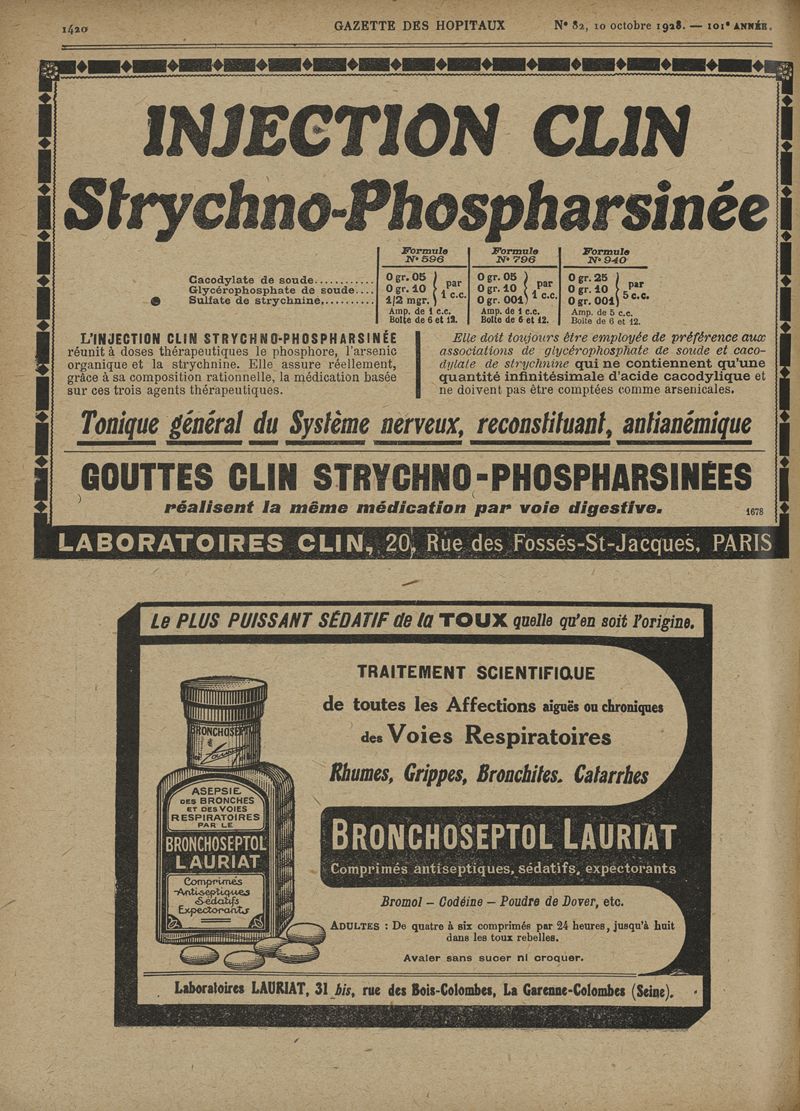 1420
GAZETTE DES HOPITAUX
N° 82, 10 octobre 1928. — 101e ANNÉE.
INJECTION CLIN
Strychno-Phospharsinée
Formule N° 596
Formule N° 796
Formule N° 940
Cacodylate de soude............ 0 gr. 05 0 gr. 05 0 gr. 25
Glycérophosphate de soude.... 0 gr. 10 par 1 c.c. 0 gr. 10 par 1 c.c. 0 gr. 10 par 5 c.c.
Sulfate de strychnine,.......... 1/2 mgr. 0 gr. 001 0 gr. 001
Amp. de 1 c.c. Amp. de 1 c.c. Amp. de 5 c.c.
Boîte de 6 et 12. Boîte de 6 et 12. Boîte de 6 et 12.
L'INJECTION CLIN STRYCHNO-PHOSPHARSINÉE
réunit à doses thérapeutiques le phosphore, l'arsenic
organique et la strychnine. Elle assure réellement,
grâce à sa composition rationnelle, la médication basée
sur ces trois agents thérapeutiques.
Elle doit toujours être employée de préférence aux
associations de glycérophosphate de soude et caco-
dylate de strychnine qui ne contiennent qu'une
quantité infinitésimale d'acide cacodylique et
ne doivent pas être comptées comme arsenicales.
Tonique général du Système nerveux, reconstituant, antianémique
GOUTTES CLIN STRYCHNO-PHOSPHARSINÉES
réalisent la même médication par voie digestive.
1678
LABORATOIRES CLIN, 20, Rue des Fossés-St-Jacques, PARIS
Le PLUS PUISSANT SÉDATIF de la TOUX quelle qu'en soit l'origine.
TRAITEMENT SCIENTIFIQUE
de toutes les Affections aiguës ou chroniques
des Voies Respiratoires
Rhumes, Grippes, Bronchites. Catarrhes
BRONCHOSEPTOL LAURIAT
Comprimés antiseptiques, sédatifs, expectorants
Bromol — Codéine — Poudre de Dover, etc.
ADULTES : De quatre à six comprimés par 24 heures, jusqu'à huit
dans les toux rebelles.
Avaler sans sucer ni croquer.
BRONCHOSEPTOL
ASEPSIE
DES BRONCHES
ET DES VOIES
RESPIRATOIRES
PAR LE
BRONCHOSEPTOL
LAURIAT
Comprimés
Antiseptiques
Sédatifs
Expectorants
Laboratoires LAURIAT, 31 bis, rue des Bois-Colombes, La Garenne-Colombes (Seine).